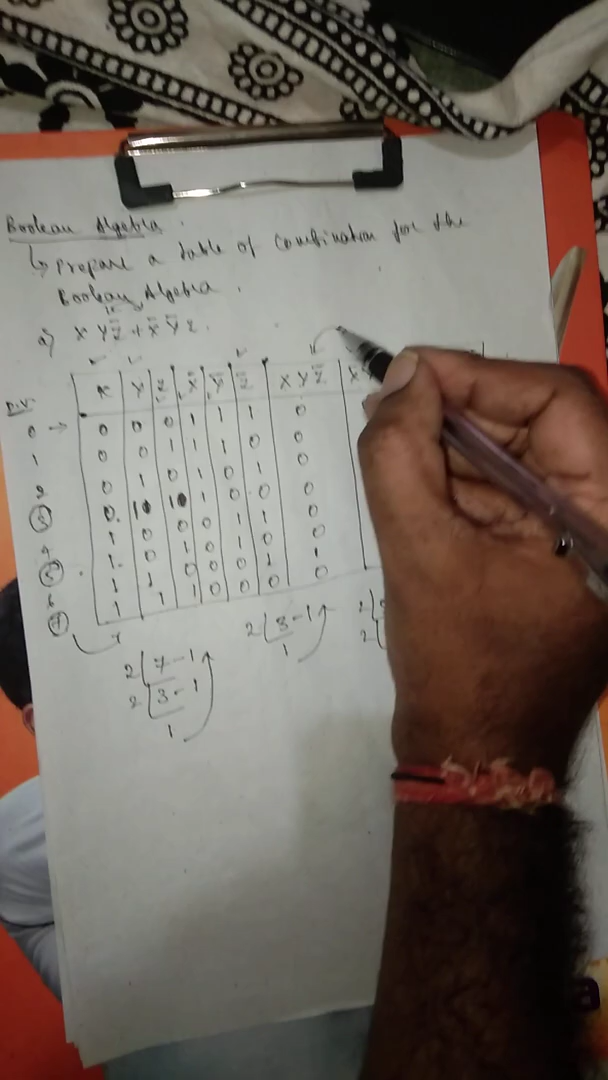 Boolean Algebra.
↳ Prepare a table of Combination for the
Boolean Algebra.
a) X Y Z̅ + X̅ Y̅ Z.
D.V. X Y Z X̅ Y̅ Z̅ X Y Z̅ X̅
0 → 0 0 0 1 1 1 0
1 0 0 1 1 1 0 0
2 0 1 0 1 0 1 0
3 0 1 1 1 0 0 0
4 1 0 0 0 1 1 0
5 1 0 1 0 1 0 0
6 1 1 0 0 0 1 1
7 1 1 1 0 0 0 0
2 | 7 - 1
2 | 3 - 1
1
2 | 3 - 1
1
2
2